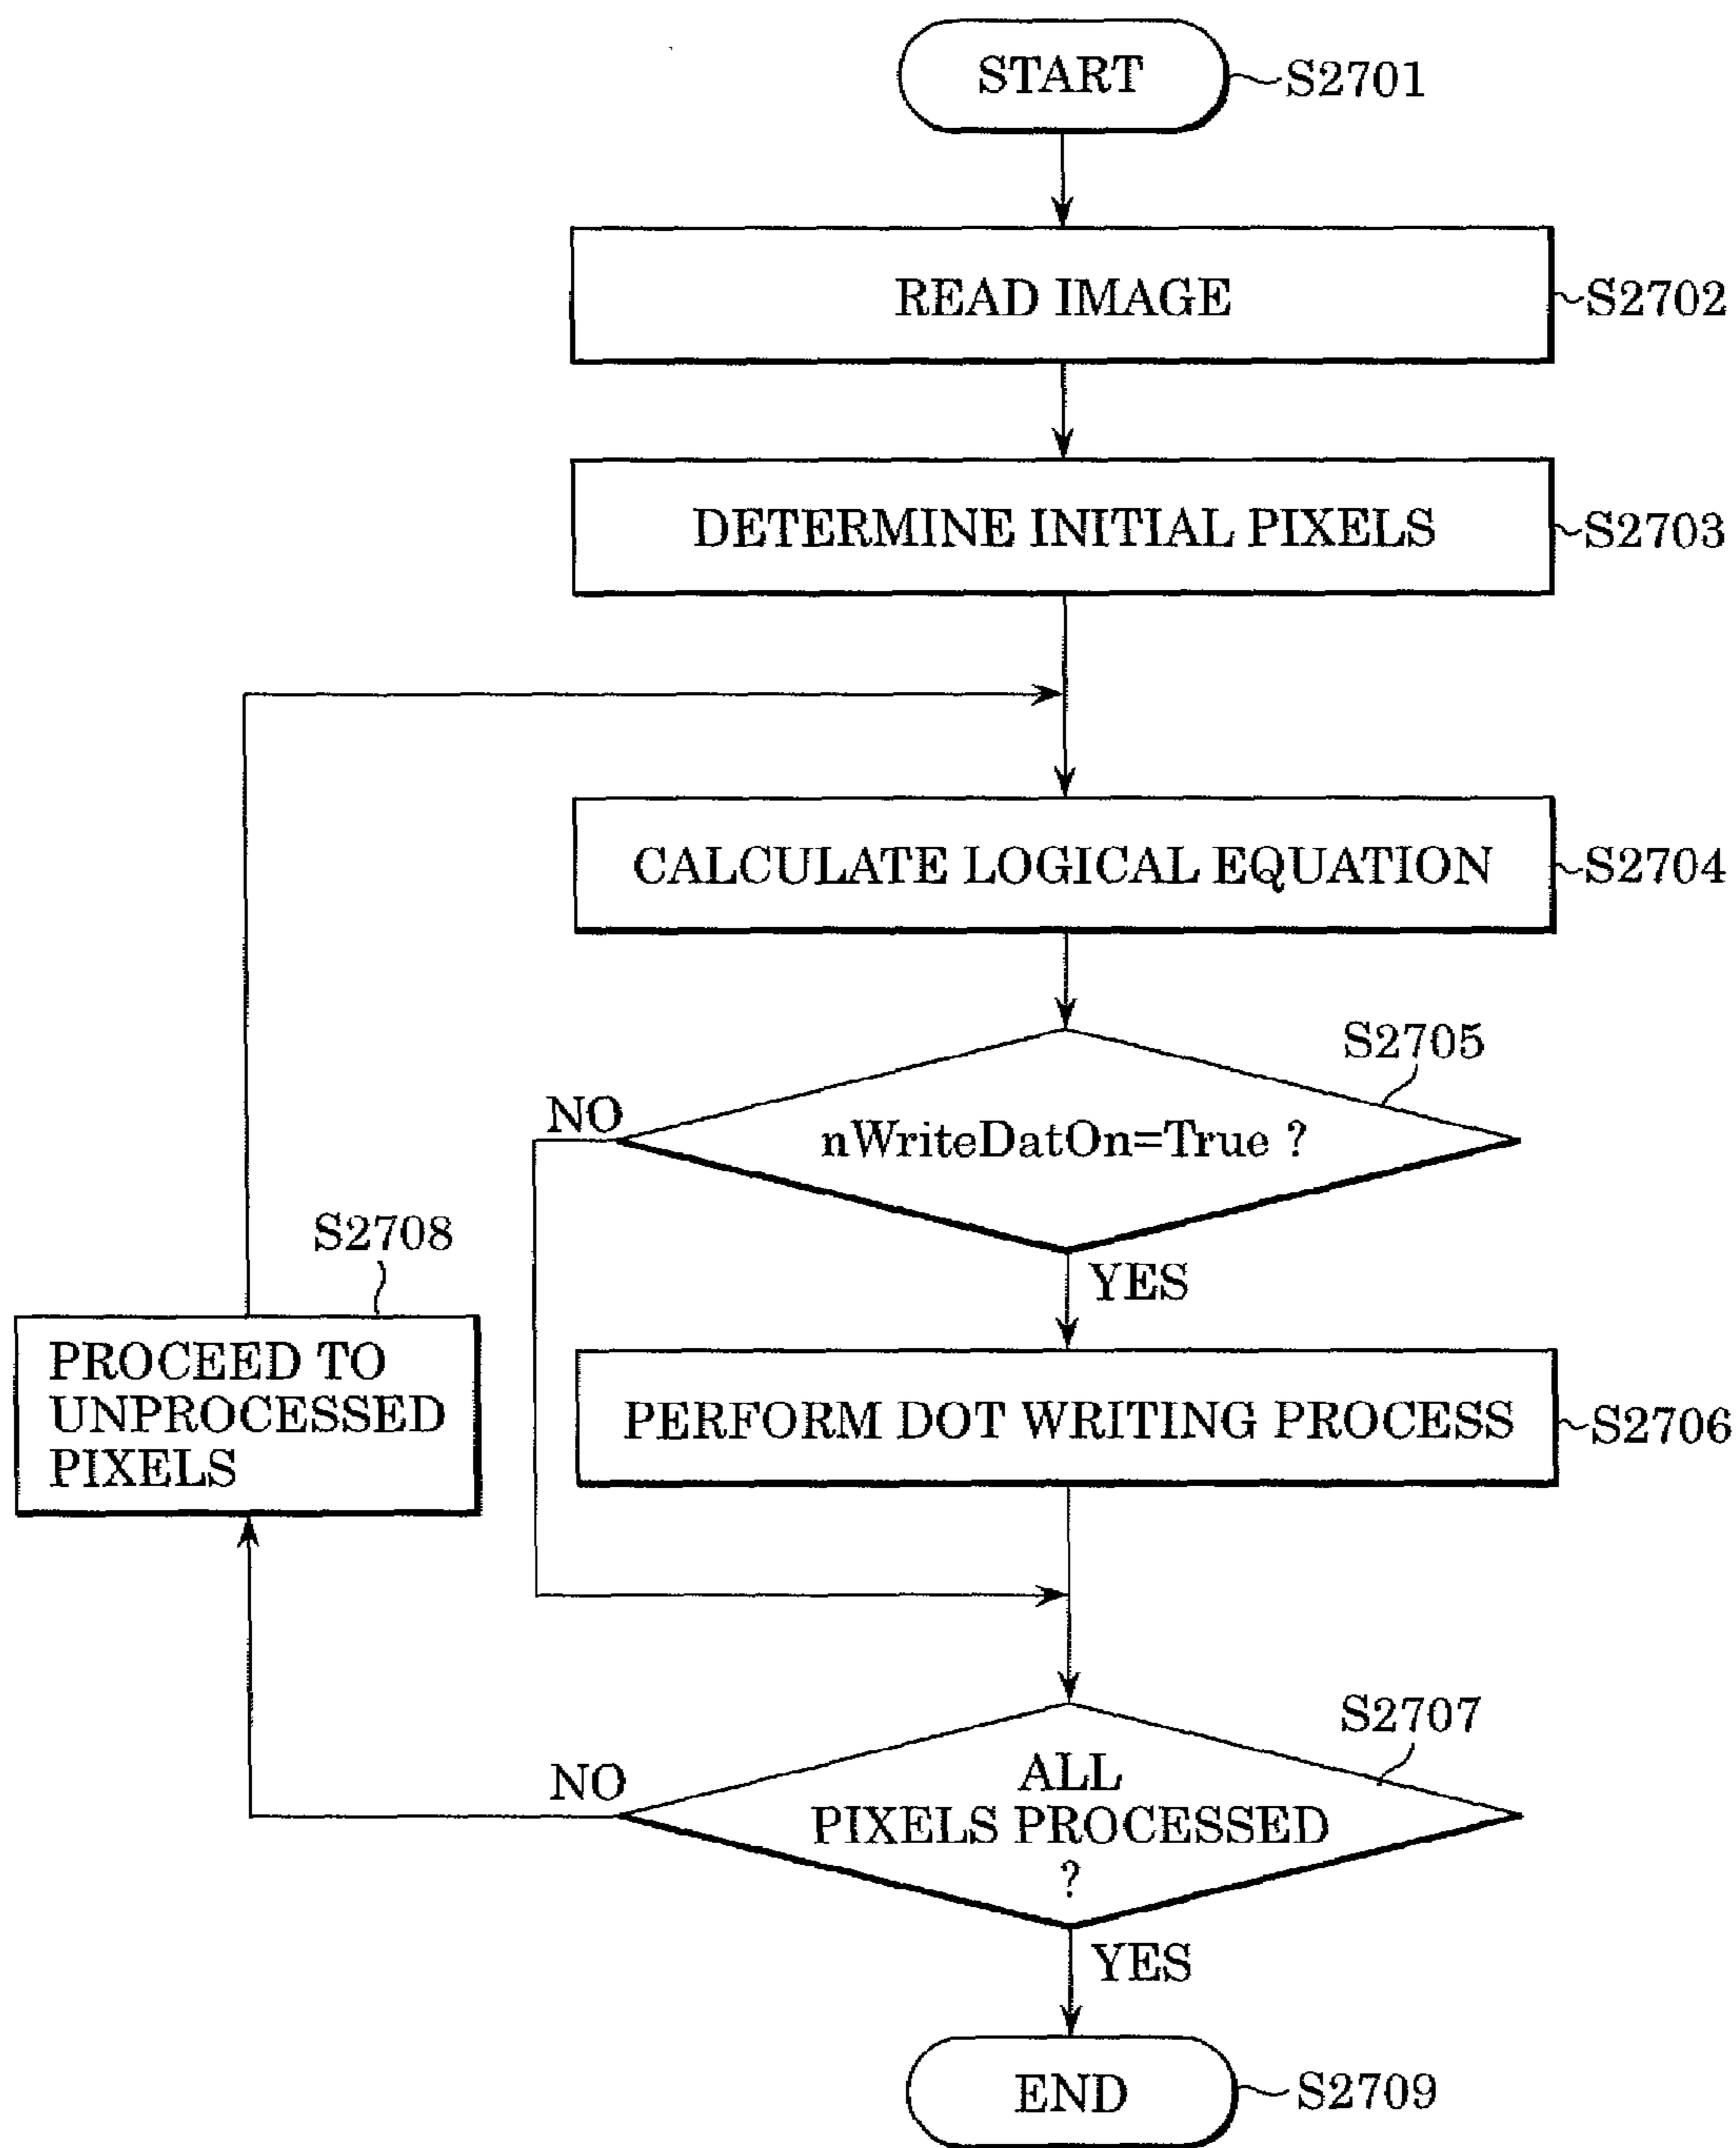 START
S2701
READ IMAGE
S2702
DETERMINE INITIAL PIXELS
S2703
CALCULATE LOGICAL EQUATION
S2704
S2705
NO
nWriteDatOn=True ?
YES
S2708
PROCEED TO
UNPROCESSED
PIXELS
PERFORM DOT WRITING PROCESS
S2706
S2707
NO
ALL
PIXELS PROCESSED
?
YES
END
S2709